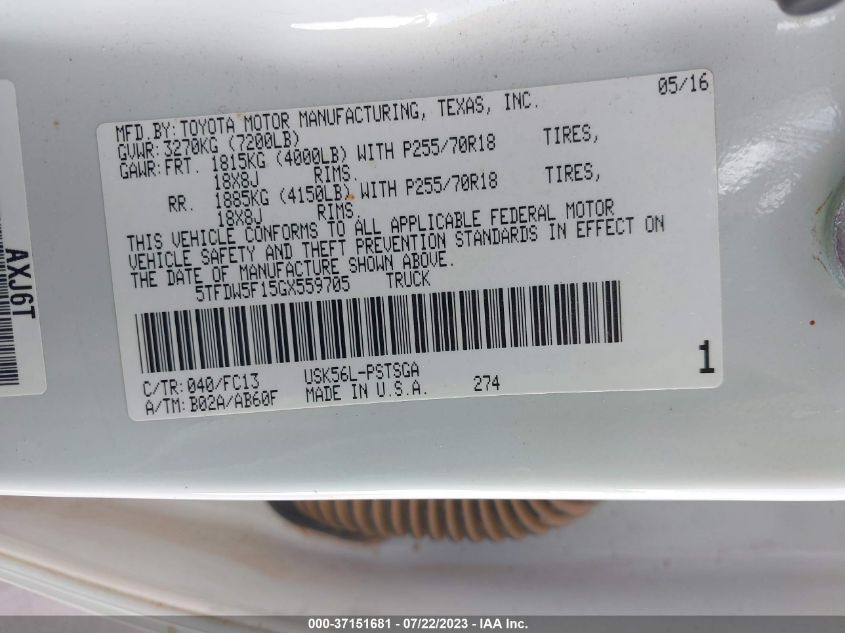 05/16
MFD.BY:TOYOTA MOTOR MANUFACTURING, TEXAS, INC.
GVWR:3270KG (7200LB)
GAWR:FRT. 1815KG (4000LB) WITH P255/70R18 TIRES,
18X8J RIMS.
RR. 1885KG (4150LB) WITH P255/70R18 TIRES,
18X8J RIMS.
THIS VEHICLE CONFORMS TO ALL APPLICABLE FEDERAL MOTOR
VEHICLE SAFETY AND THEFT PREVENTION STANDARDS IN EFFECT ON
THE DATE OF MANUFACTURE SHOWN ABOVE.
5TFDW5F15GX559705 TRUCK
C/TR:040/FC13 USK56L-PSTSGA
A/TM:B02A/AB60F MADE IN U.S.A. 274
1
AXJ6T
000-37151681 - 07/22/2023 - IAA Inc.